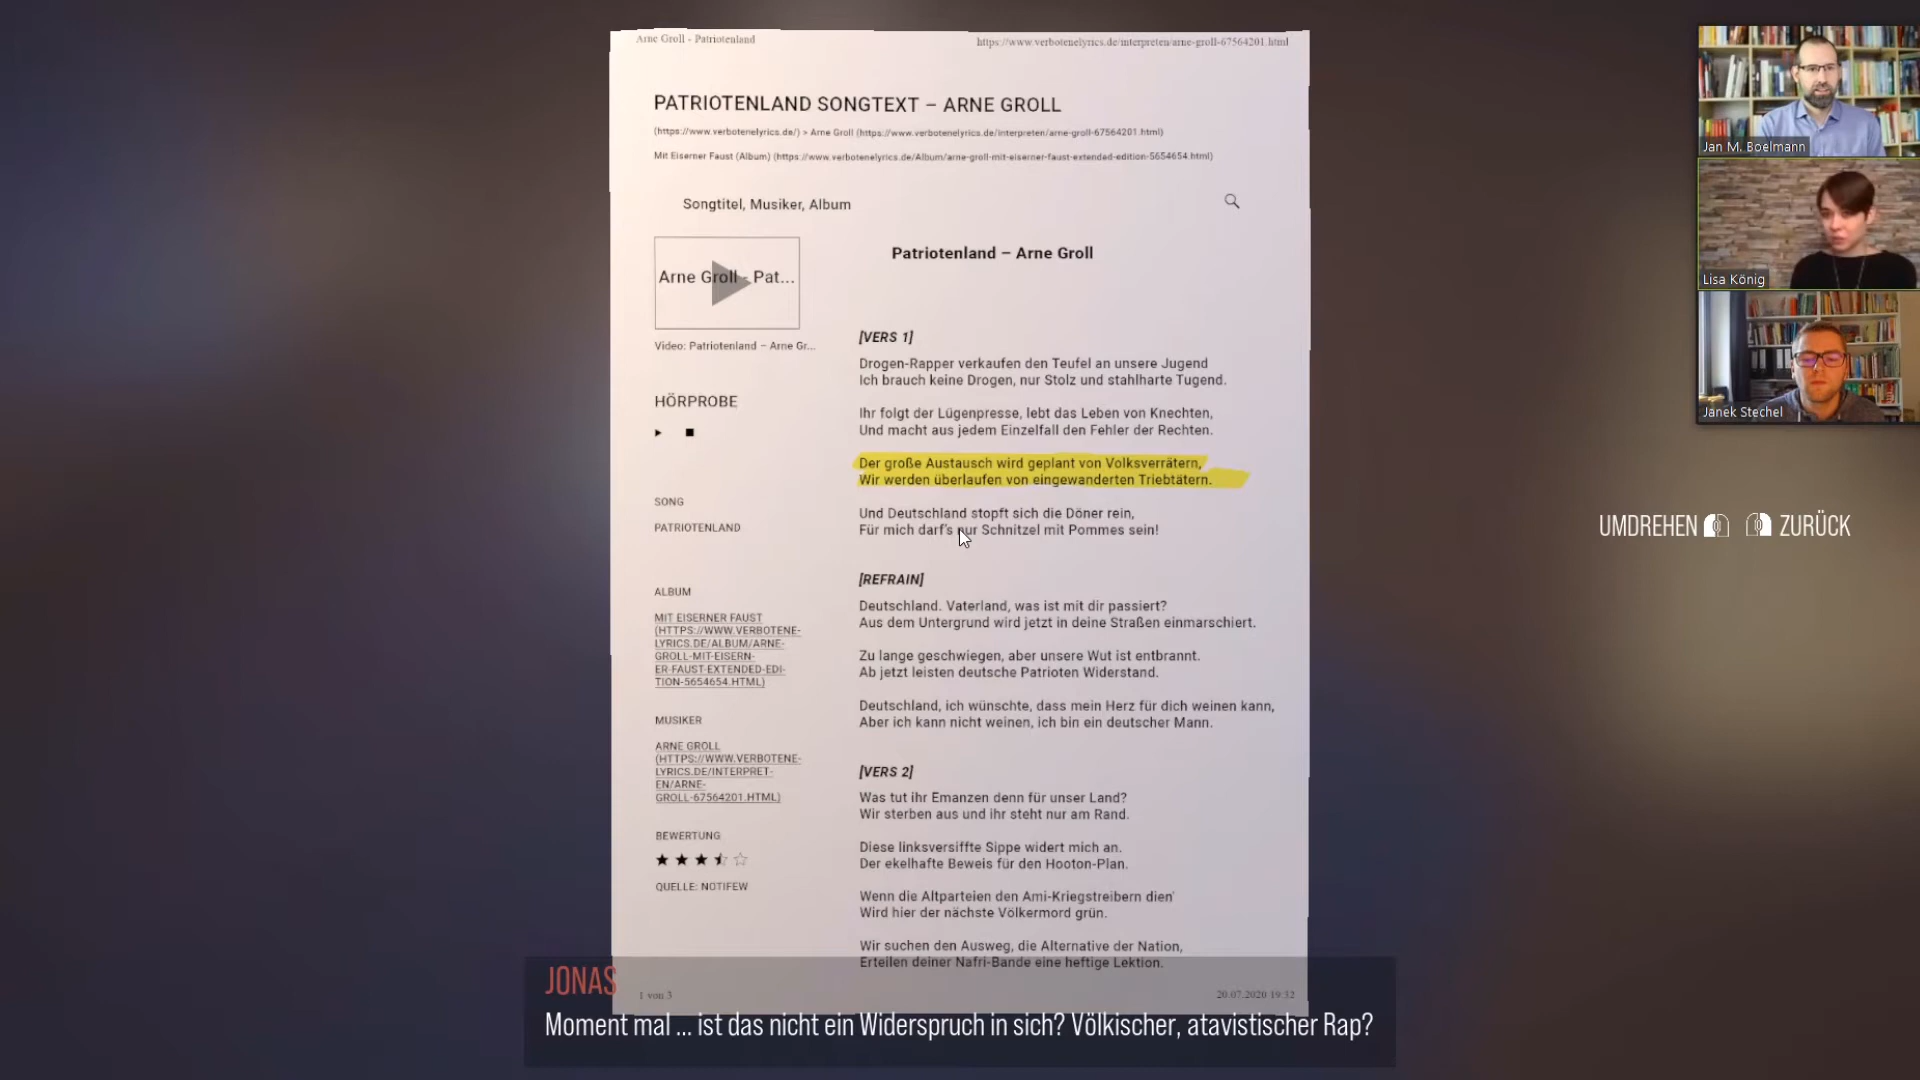 Arne Groll - Patriotenland
https://www.verbotenelyrics.de/interpreten/arne-groll-67564201.html
PATRIOTENLAND SONGTEXT – ARNE GROLL
(https://www.verbotenelyrics.de/) > Arne Groll (https://www.verbotenelyrics.de/interpreten/arne-groll-67564201.html)
Mit Eiserner Faust (Album) (https://www.verbotenelyrics.de/Album/arne-groll-mit-eiserner-faust-extended-edition-5654654.html)
Songtitel, Musiker, Album
Arne Groll - Pat...
Video: Patriotenland – Arne Gr...
HÖRPROBE
SONG
PATRIOTENLAND
ALBUM
MIT EISERNER FAUST
(HTTPS://WWW.VERBOTENE-
LYRICS.DE/ALBUM/ARNE-
GROLL-MIT-EISERN-
ER-FAUST-EXTENDED-EDI-
TION-5654654.HTML)
MUSIKER
ARNE GROLL
(HTTPS://WWW.VERBOTENE-
LYRICS.DE/INTERPRET-
EN/ARNE-
GROLL-67564201.HTML)
BEWERTUNG
QUELLE: NOTIFEW
Patriotenland – Arne Groll
[VERS 1]
Drogen-Rapper verkaufen den Teufel an unsere Jugend
Ich brauch keine Drogen, nur Stolz und stahlharte Tugend.
Ihr folgt der Lügenpresse, lebt das Leben von Knechten,
Und macht aus jedem Einzelfall den Fehler der Rechten.
Der große Austausch wird geplant von Volksverrätern,
Wir werden überlaufen von eingewanderten Triebtätern.
Und Deutschland stopft sich die Döner rein,
Für mich darf's nur Schnitzel mit Pommes sein!
[REFRAIN]
Deutschland. Vaterland, was ist mit dir passiert?
Aus dem Untergrund wird jetzt in deine Straßen einmarschiert.
Zu lange geschwiegen, aber unsere Wut ist entbrannt.
Ab jetzt leisten deutsche Patrioten Widerstand.
Deutschland, ich wünschte, dass mein Herz für dich weinen kann,
Aber ich kann nicht weinen, ich bin ein deutscher Mann.
[VERS 2]
Was tut ihr Emanzen denn für unser Land?
Wir sterben aus und ihr steht nur am Rand.
Diese linksversiffte Sippe widert mich an.
Der ekelhafte Beweis für den Hooton-Plan.
Wenn die Altparteien den Ami-Kriegstreibern dien'
Wird hier der nächste Völkermord grün.
Wir suchen den Ausweg, die Alternative der Nation,
Erteilen deiner Nafri-Bande eine heftige Lektion.
1 von 3
20.07.2020 19:32
JONAS
Moment mal ... ist das nicht ein Widerspruch in sich? Völkischer, atavistischer Rap?
UMDREHEN
ZURÜCK
Jan M. Boelmann
Lisa König
Janek Stechel